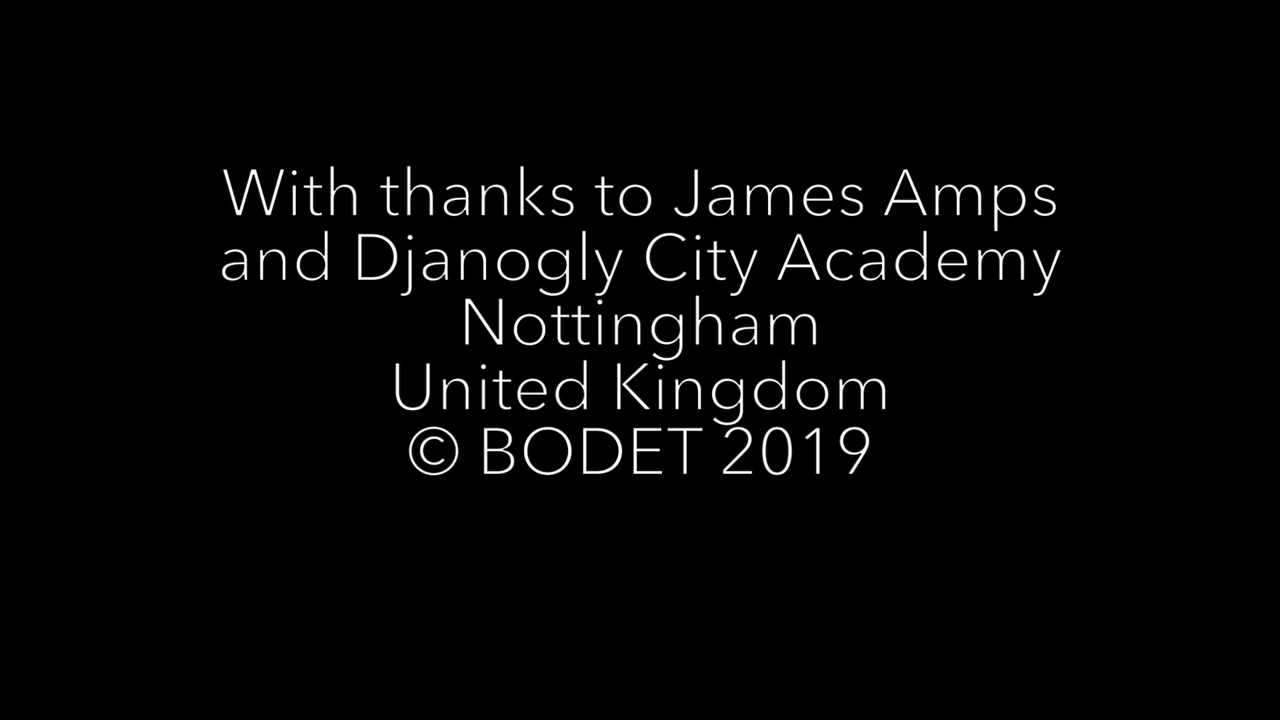 With thanks to James Amps
and Djanogly City Academy
Nottingham
United Kingdom
© BODET 2019